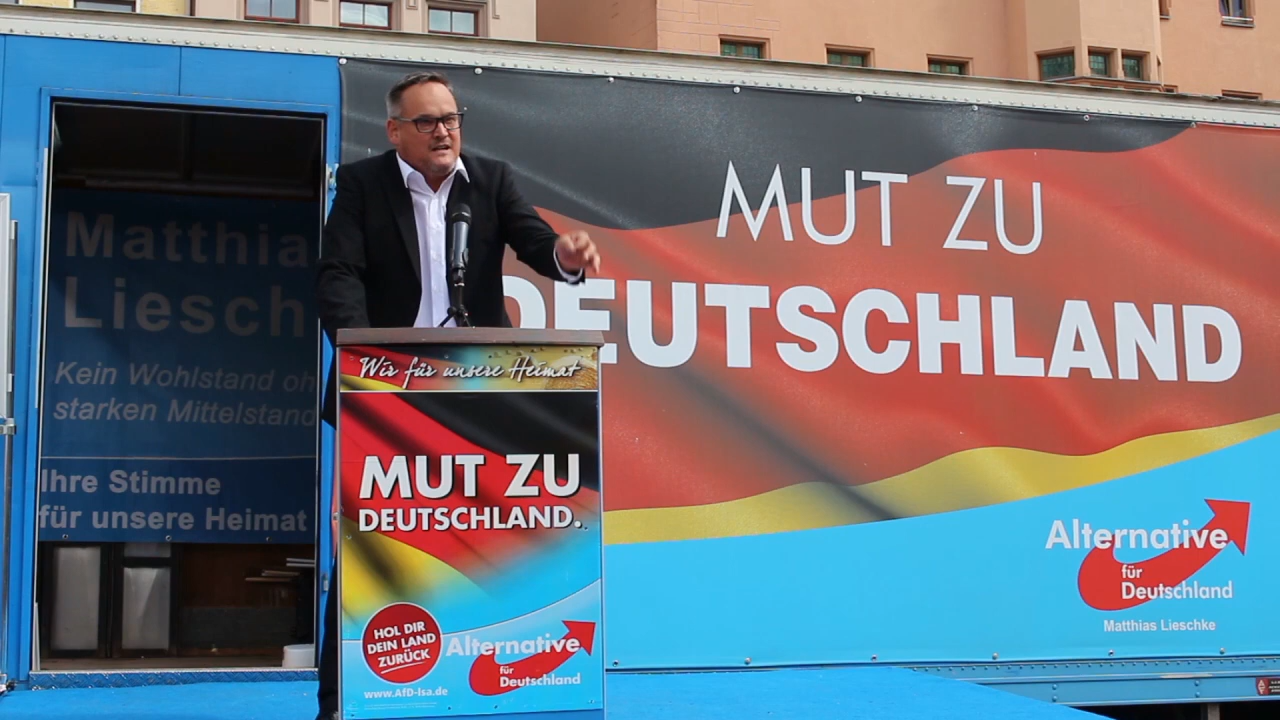 Matthia
Liesch
Kein Wohlstand oh
starken Mittelstand
Ihre Stimme
für unsere Heimat
MUT ZU
DEUTSCHLAND
Alternative
für
Deutschland
Matthias Lieschke
Wir für unsere Heimat
MUT ZU
DEUTSCHLAND.
HOL DIR
DEIN LAND
ZURÜCK
www.AfD-lsa.de
Alternative
für
Deutschland